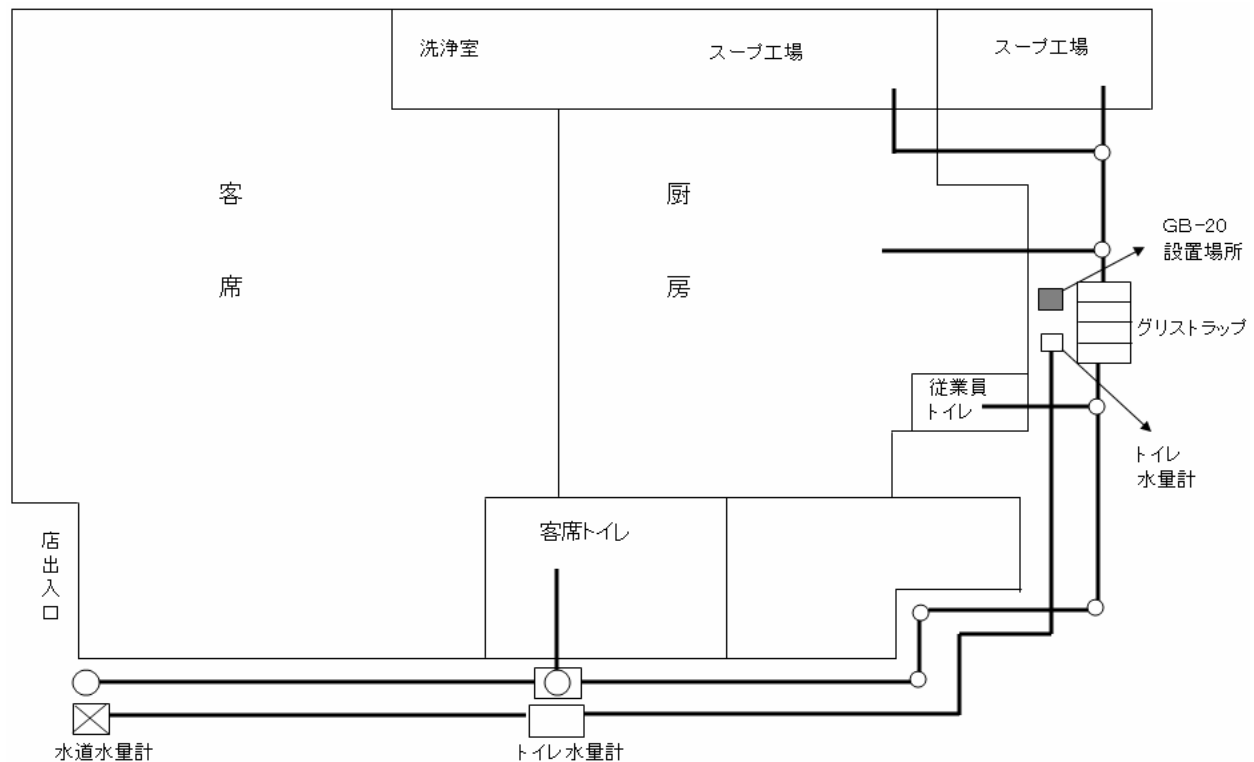 洗浄室
スープ工場
スープ工場
客
席
厨
房
GB-20
設置場所
グリストラップ
従業員
トイレ
トイレ
水量計
客席トイレ
店
出
入
口
水道水量計
トイレ水量計